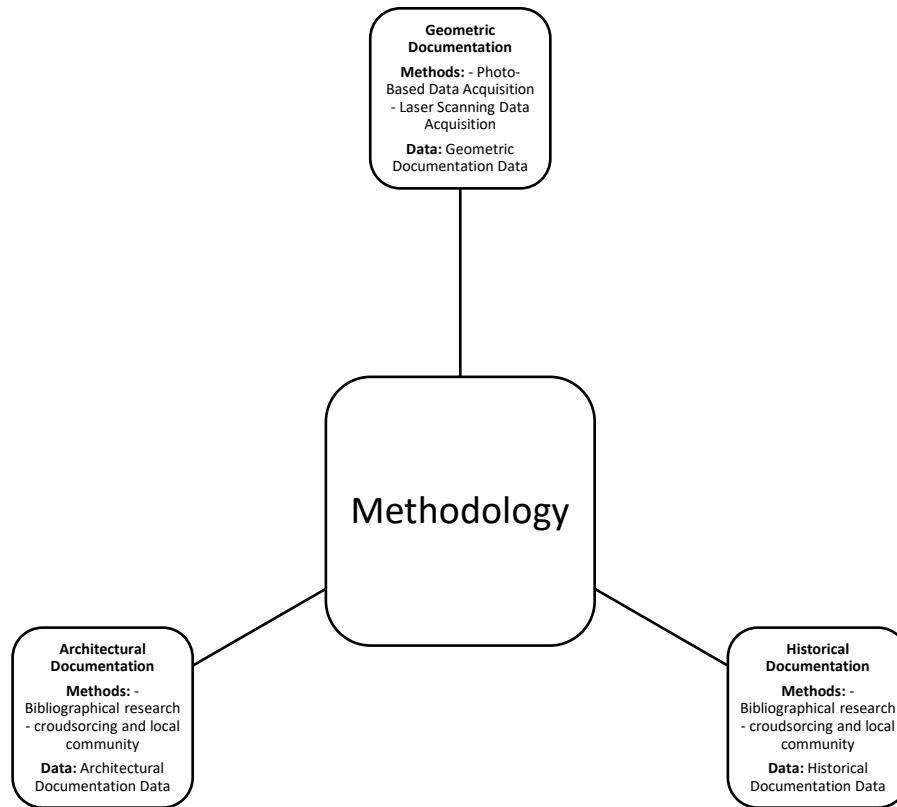 Geometric
Documentation
Methods: - Photo-
Based Data Acquisition
- Laser Scanning Data
Acquisition
Data: Geometric
Documentation Data
Methodology
Architectural
Documentation
Methods: -
Bibliographical research
- croudsorcing and local
community
Data: Architectural
Documentation Data
Historical
Documentation
Methods: -
Bibliographical research
- croudsorcing and local
community
Data: Historical
Documentation Data